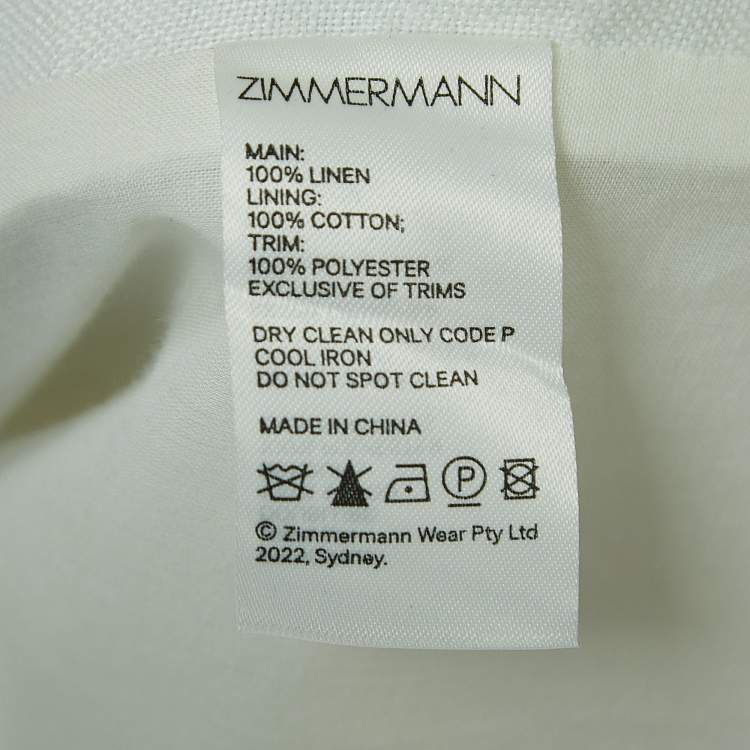 ZIMMERMANN
MAIN:
100% LINEN
LINING:
100% COTTON;
TRIM:
100% POLYESTER
EXCLUSIVE OF TRIMS
DRY CLEAN ONLY CODE P
COOL IRON
DO NOT SPOT CLEAN
MADE IN CHINA
P
© Zimmermann Wear Pty Ltd
2022, Sydney.